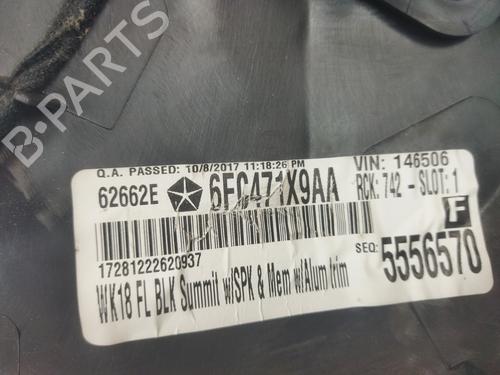 Q.A. PASSED: 10/8/2017 11:18:26 PM
VIN: 146506
62662E
6FC471X9AA
RCK: 742 - SLOT: 1
F
17281222620937
SEQ: 5556570
WK18 FL BLK Summit w/SPK & Mem w/Alum trim
B-PARTS